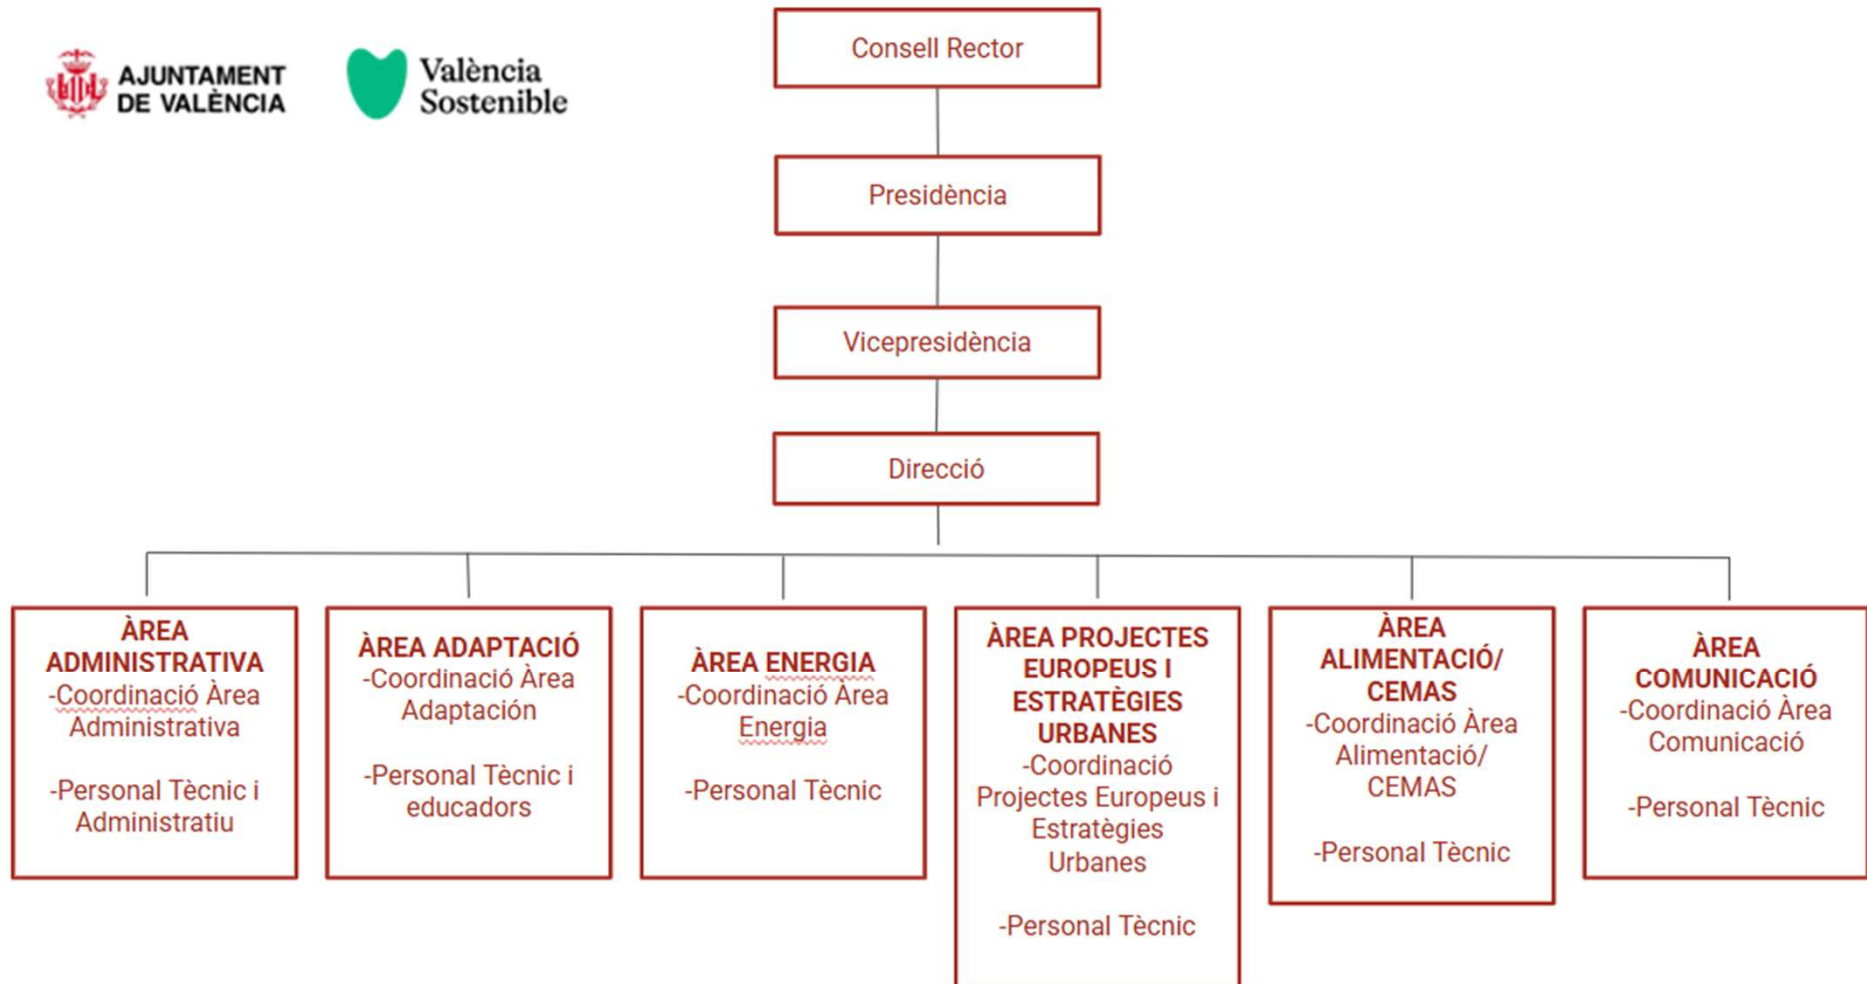 AJUNTAMENT
DE VALÈNCIA
València
Sostenible
Consell Rector
Presidència
Vicepresidència
Direcció
ÀREA
ADMINISTRATIVA
-Coordinació Àrea
Administrativa
-Personal Tècnic i
Administratiu
ÀREA ADAPTACIÓ
-Coordinació Àrea
Adaptación
-Personal Tècnic i
educadors
ÀREA ENERGIA
-Coordinació Àrea
Energia
-Personal Tècnic
ÀREA PROJECTES
EUROPEUS I
ESTRATÈGIES
URBANES
-Coordinació
Projectes Europeus i
Estratègies
Urbanes
-Personal Tècnic
ÀREA
ALIMENTACIÓ/
CEMAS
-Coordinació Àrea
Alimentació/
CEMAS
-Personal Tècnic
ÀREA
COMUNICACIÓ
-Coordinació Àrea
Comunicació
-Personal Tècnic